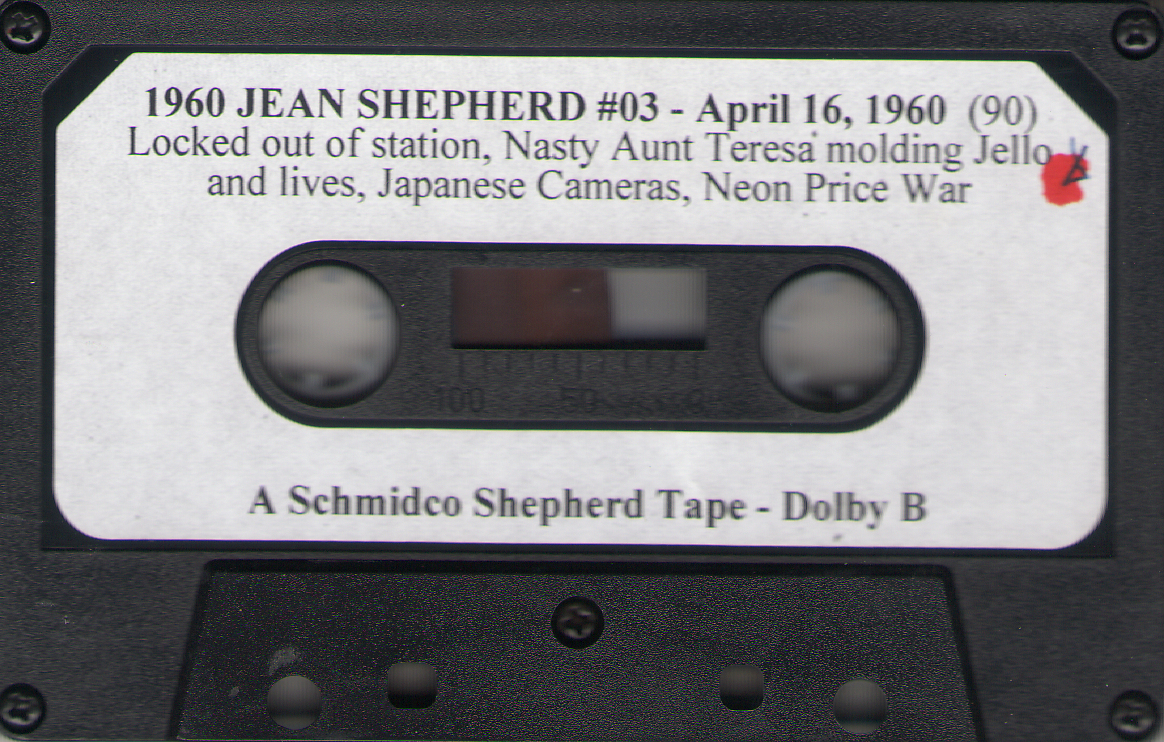 1960 JEAN SHEPHERD #03 - April 16, 1960 (90)
Locked out of station, Nasty Aunt Teresa molding Jello
and lives, Japanese Cameras, Neon Price War
100 50 0
A Schmidco Shepherd Tape - Dolby B